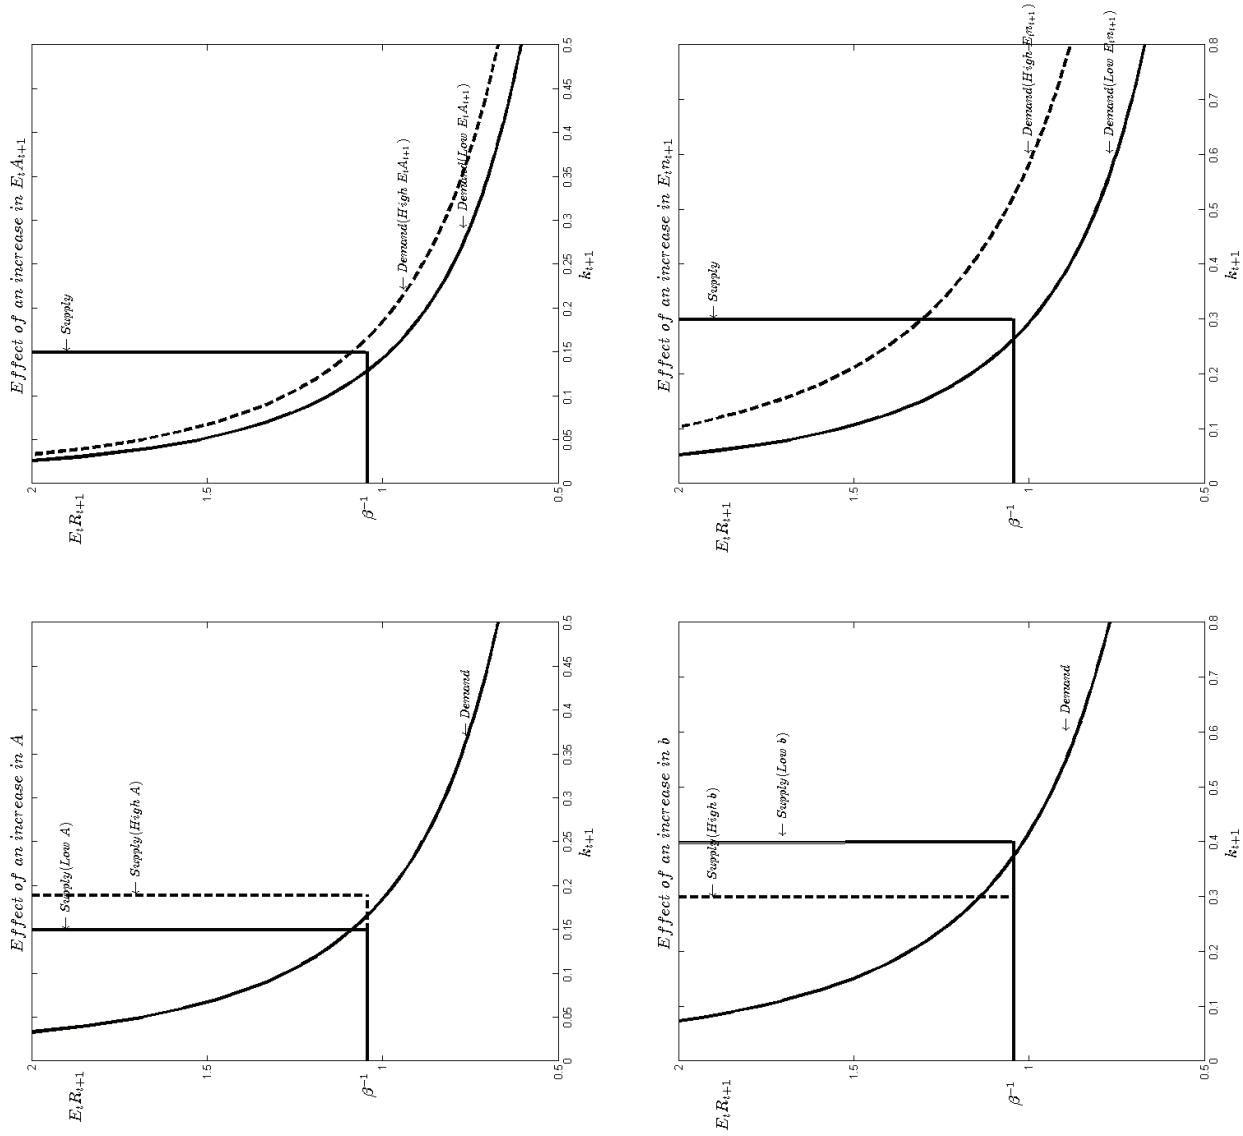 Effect of an increase in A
2
E_tR_{t+1}
←Supply(Low A)
←Supply(High A)
1.5
β^{-1}
1
←Demand
0.5
0 0.05 0.1 0.15 0.2 0.25 0.3 0.35 0.4 0.45 0.5
k_{t+1}
Effect of an increase in E_tA_{t+1}
2
E_tR_{t+1}
←Supply
1.5
←Demand(High E_tA_{t+1})
β^{-1}
1
←Demand(Low E_tA_{t+1})
0.5
0 0.05 0.1 0.15 0.2 0.25 0.3 0.35 0.4 0.45 0.5
k_{t+1}
Effect of an increase in b
2
E_tR_{t+1}
←Supply(High b)
←Supply(Low b)
1.5
β^{-1}
1
←Demand
0.5
0 0.1 0.2 0.3 0.4 0.5 0.6 0.7 0.8
k_{t+1}
Effect of an increase in E_tn_{t+1}
2
E_tR_{t+1}
←Supply
1.5
β^{-1}
1
←Demand(High E_tn_{t+1})
←Demand(Low E_tn_{t+1})
0.5
0 0.1 0.2 0.3 0.4 0.5 0.6 0.7 0.8
k_{t+1}